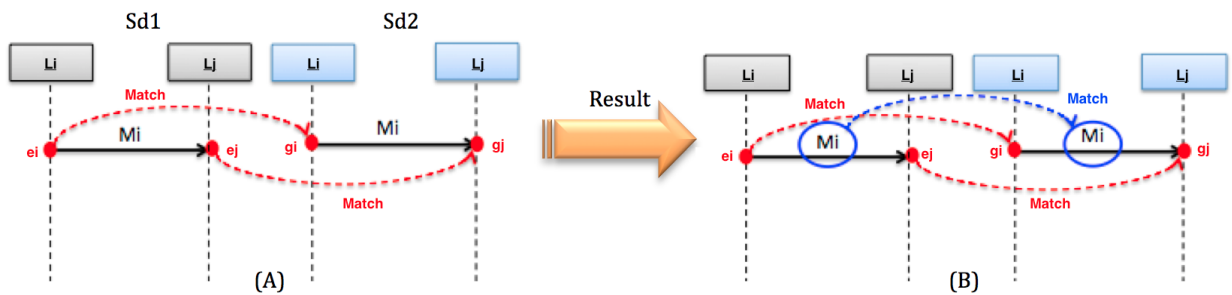 Sd1 Sd2
Li Lj Li Lj
Match
Mi Mi
ei ej gi gj
Match
(A)
Result
Li Lj Li Lj
Match Match
Mi Mi
ei ej gi gj
Match
(B)